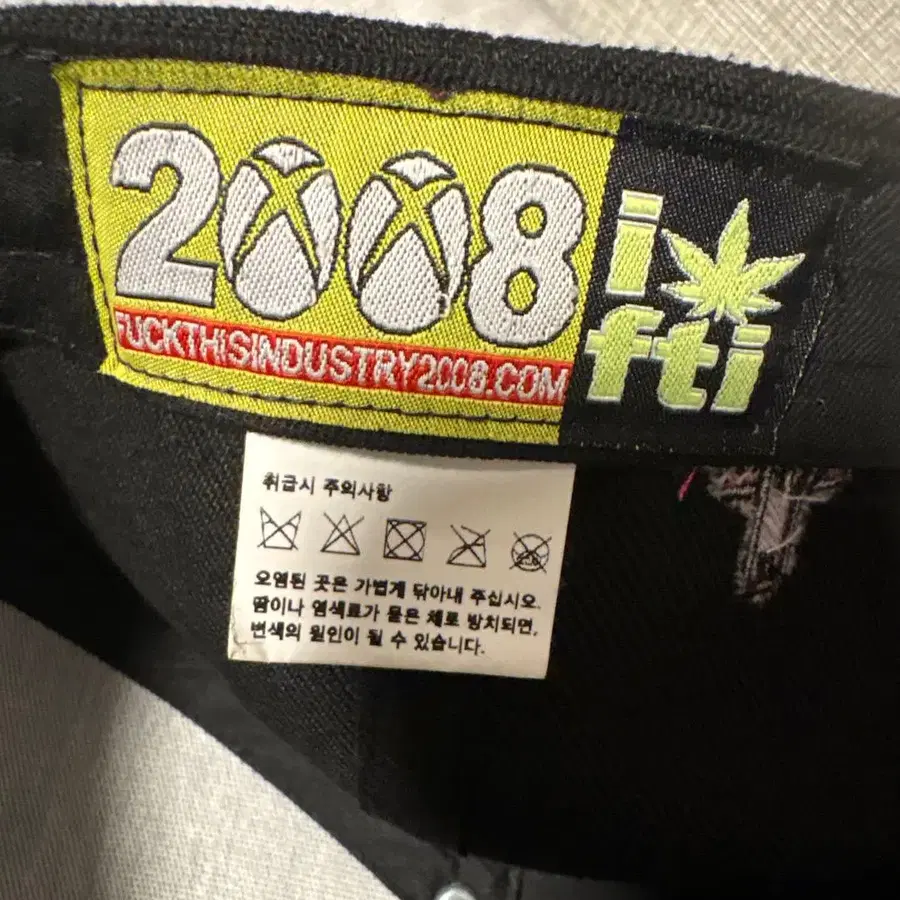 2008
FUCKTHISINDUSTRY2008.COM
i
fti
취급시 주의사항
오염된 곳은 가볍게 닦아내 주십시오.
땀이나 염색료가 묻은 채로 방치되면,
변색의 원인이 될 수 있습니다.